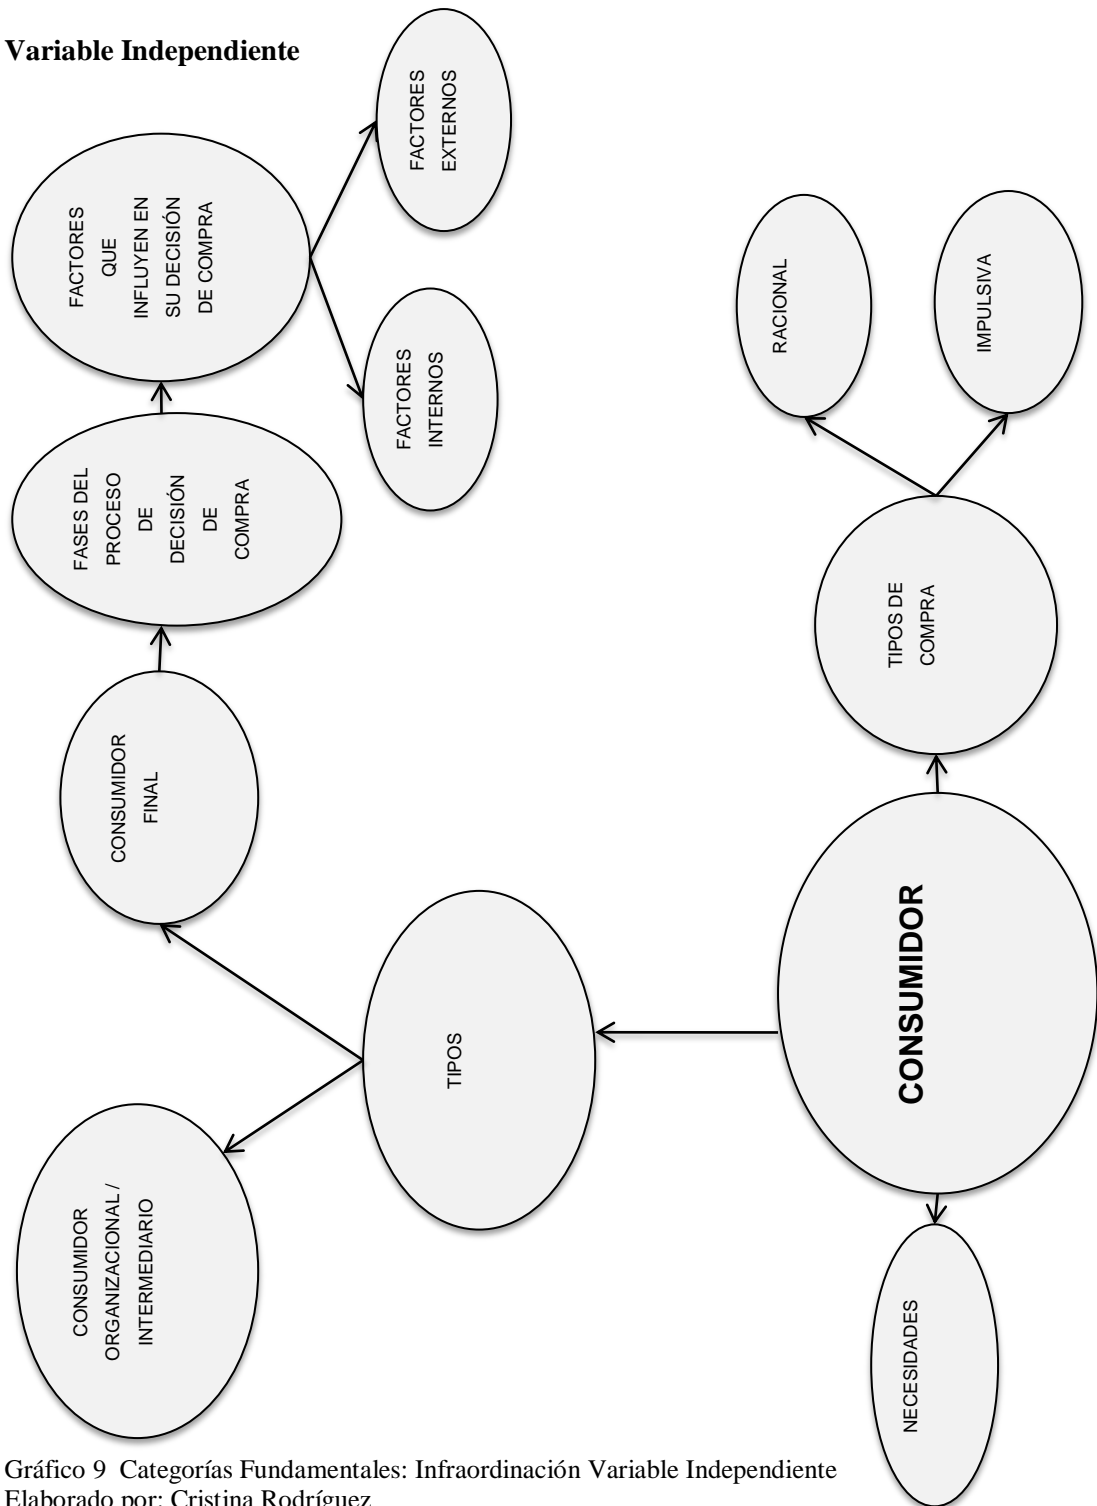 Variable Independiente
FACTORES
QUE
INFLUYEN EN
SU DECISIÓN
DE COMPRA
FACTORES
EXTERNOS
FACTORES
INTERNOS
FASES DEL
PROCESO
DE
DECISIÓN
DE
COMPRA
CONSUMIDOR
FINAL
CONSUMIDOR
ORGANIZACIONAL /
INTERMEDIARIO
TIPOS
RACIONAL
IMPULSIVA
TIPOS DE
COMPRA
CONSUMIDOR
NECESIDADES
Gráfico 9  Categorías Fundamentales: Infraordinación Variable Independiente
Elaborado por: Cristina Rodríguez